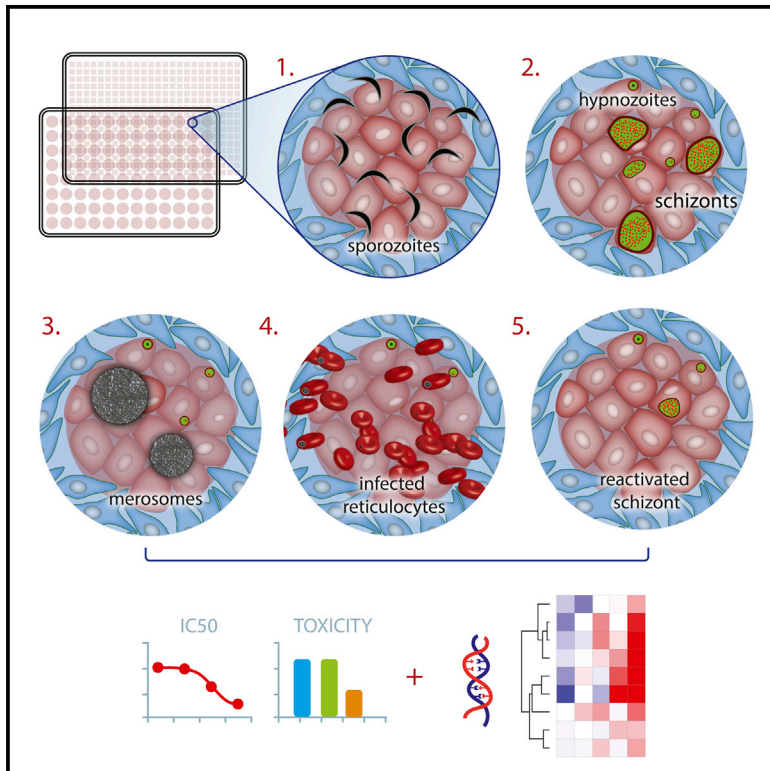 1.
sporozoites
2.
hypnozoites
schizonts
3.
merosomes
4.
infected
reticulocytes
5.
reactivated
schizont
IC50
TOXICITY
+